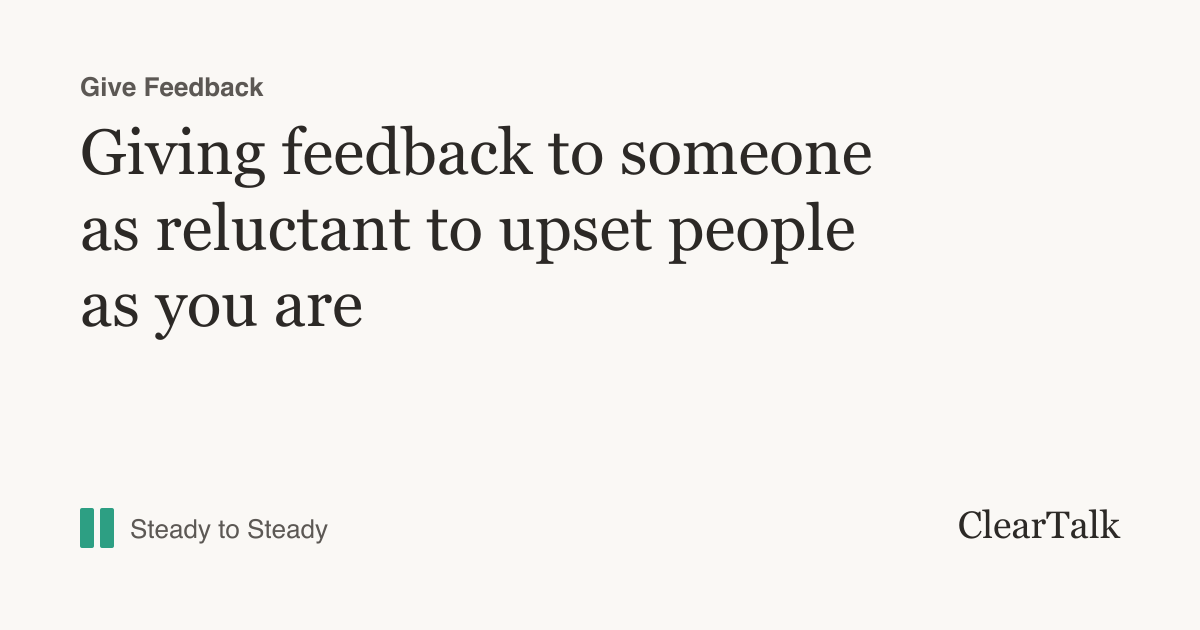 Give Feedback
Giving feedback to someone
as reluctant to upset people
as you are
Steady to Steady
ClearTalk